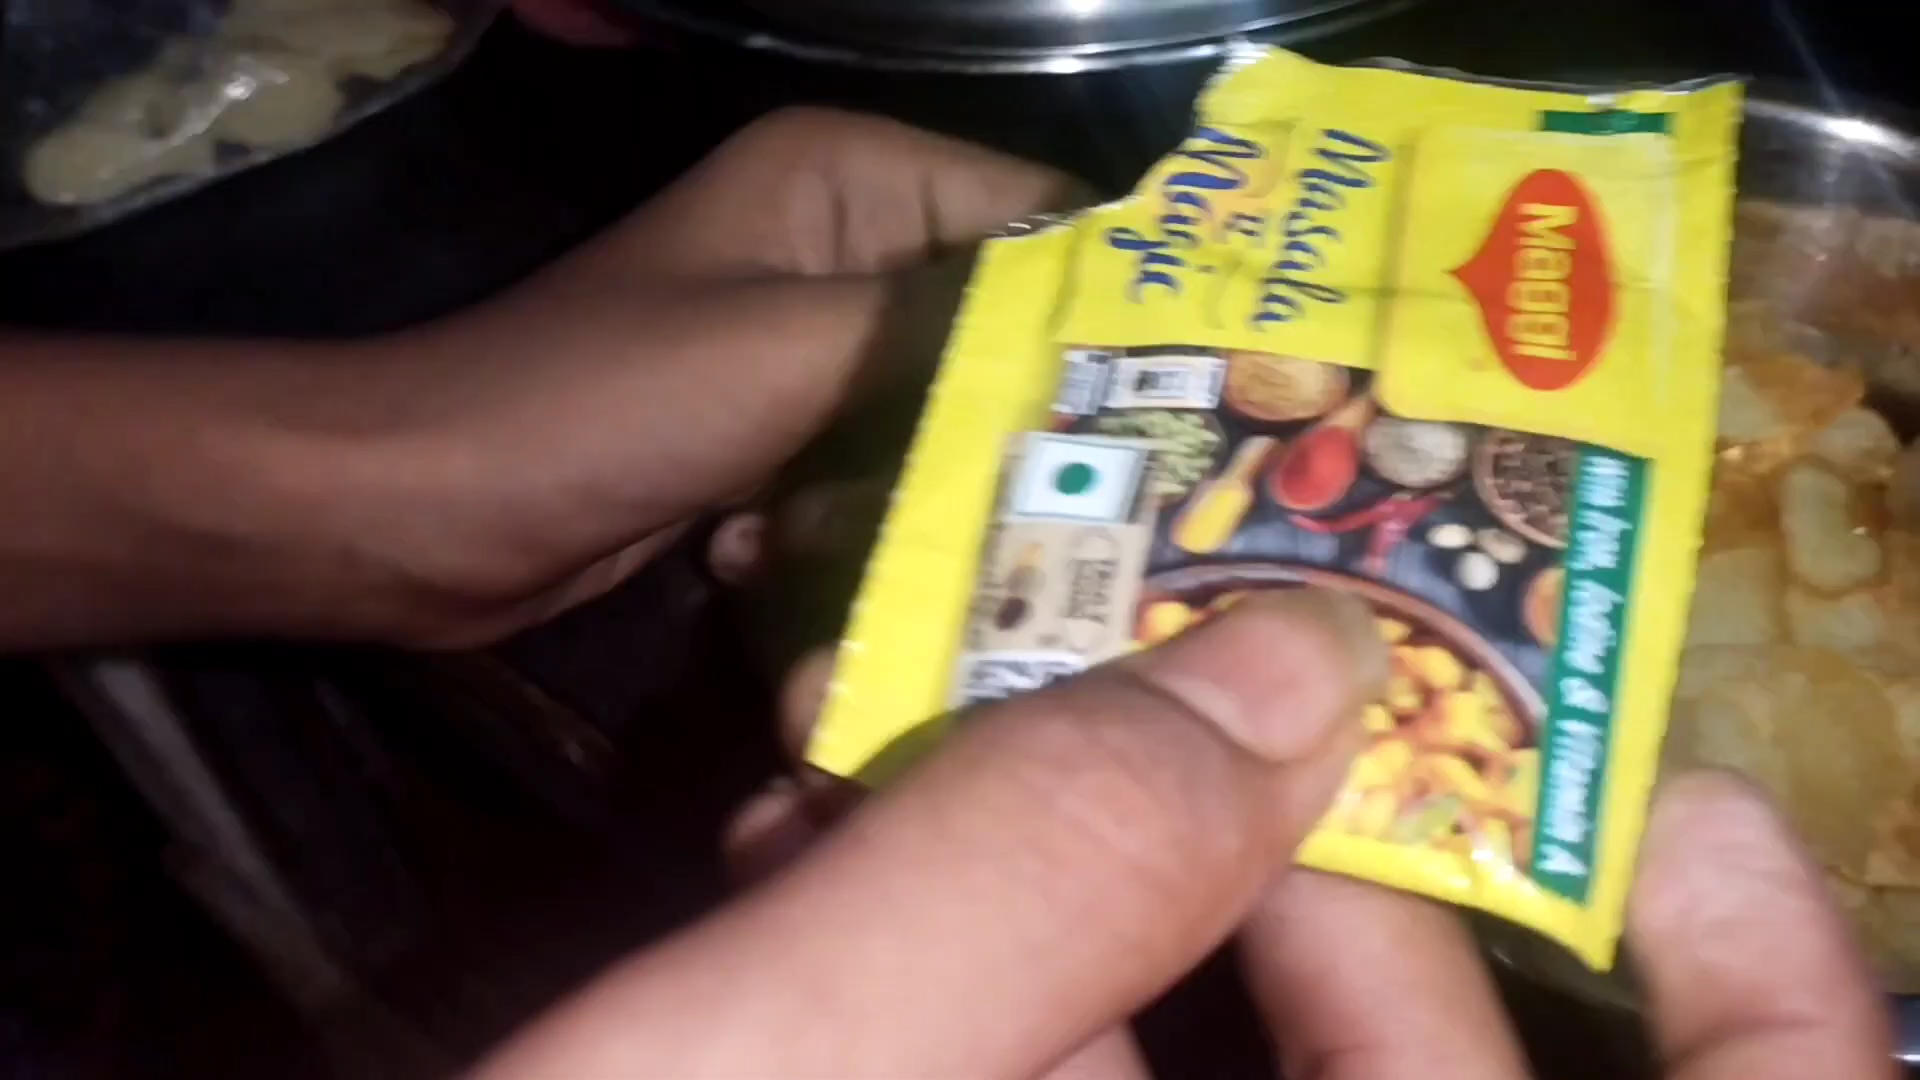 Maggi
Masala
ae
Magic
With Iron, Iodine & Vitamin A